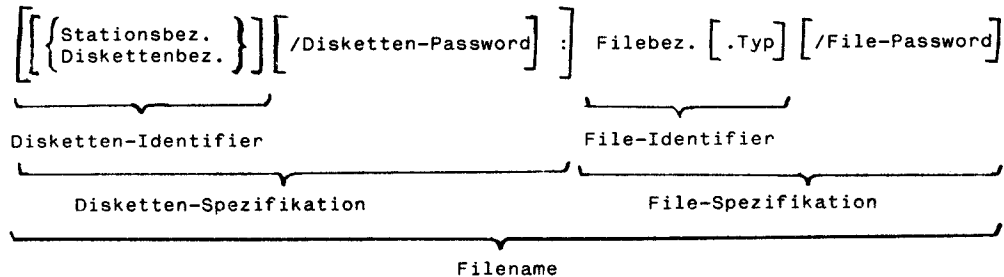 [[{Stationsbez.
Diskettenbez.}] [/Disketten-Password] :] Filebez. [.Typ] [/File-Password]
Disketten-Identifier File-Identifier
Disketten-Spezifikation File-Spezifikation
Filename